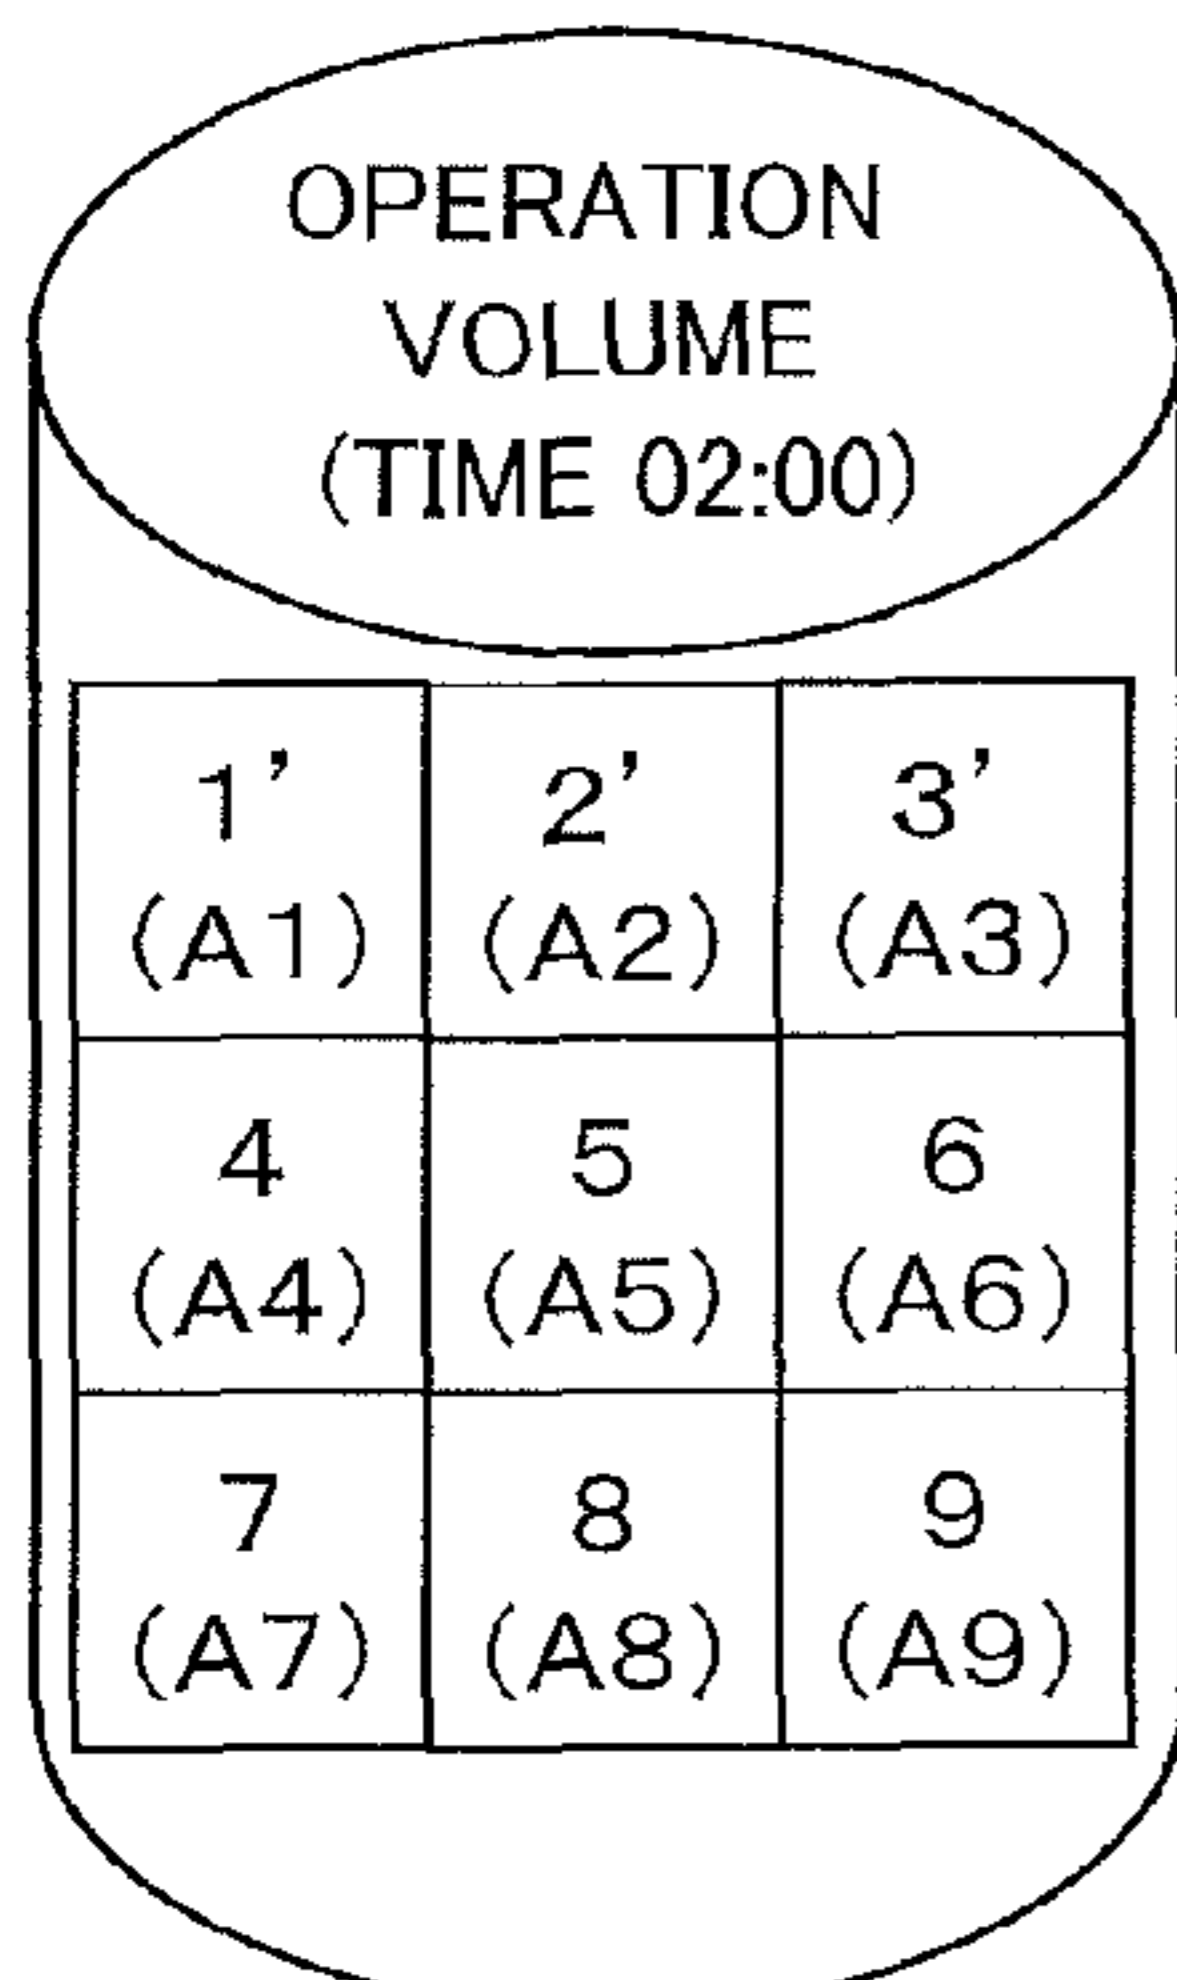 OPERATION
VOLUME
(TIME 02:00)
1’ 2’ 3’
(A1) (A2) (A3)
4 5 6
(A4) (A5) (A6)
7 8 9
(A7) (A8) (A9)